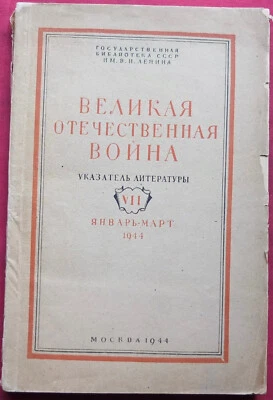 ГОСУДАРСТВЕННАЯ
БИБЛИОТЕКА СССР
ИМ. В. И. ЛЕНИНА
ВЕЛИКАЯ
ОТЕЧЕСТВЕННАЯ
ВОЙНА
УКАЗАТЕЛЬ ЛИТЕРАТУРЫ
VII
ЯНВАРЬ-МАРТ
1944
МОСКВА 1944